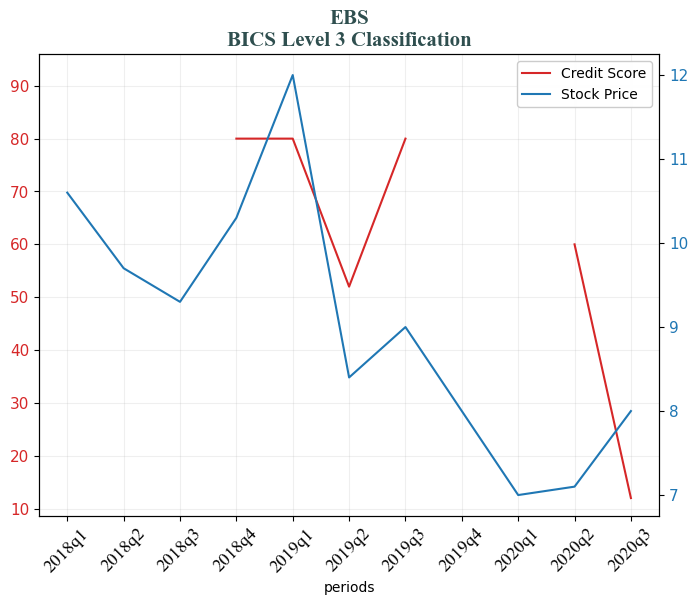 EBS
BICS Level 3 Classification
Credit Score
Stock Price
90
80
70
60
50
40
30
20
10
12
11
10
9
8
7
2018q1
2018q2
2018q3
2018q4
2019q1
2019q2
2019q3
2019q4
2020q1
2020q2
2020q3
periods